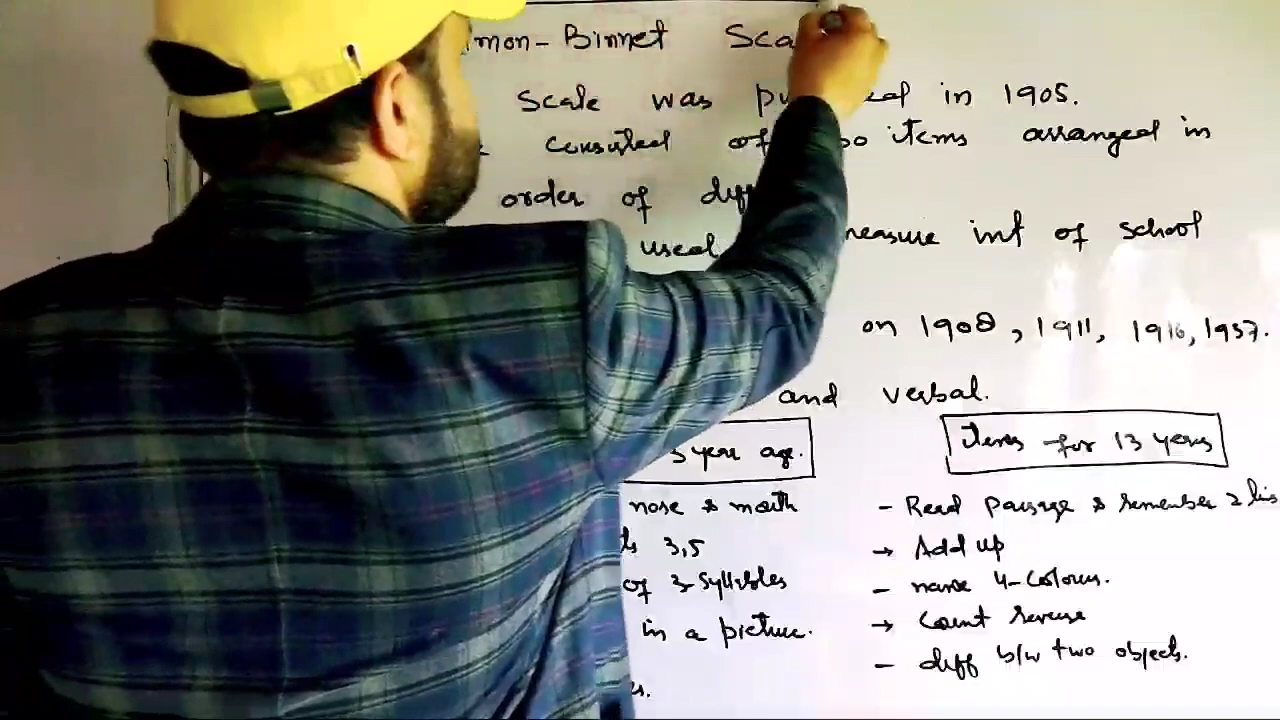 mon-Binnet Sca
Scale was pu in 1905.
consisted of 30 items arranged in
order of diff
used measure int of school
on 1908, 1911, 1916, 1937.
and verbal.
3 year age.
nose & mouth
3,5
of 3 Syllables
in a picture.
Items for 13 years
- Read passage & remember 2 lines
→ Add up
- name 4-colours.
→ Count reverse
- diff b/w two objects.